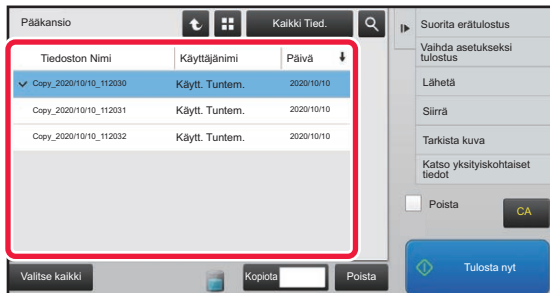 Pääkansio
Kaikki Tied.
Tiedoston Nimi Käyttäjänimi Päivä
Copy_2020/10/10_112030 Käytt. Tuntem. 2020/10/10
Copy_2020/10/10_112031 Käytt. Tuntem. 2020/10/10
Copy_2020/10/10_112032 Käytt. Tuntem. 2020/10/10
Valitse kaikki
Kopiota
Poista
Suorita erätulostus
Vaihda asetukseksi
tulostus
Lähetä
Siirrä
Tarkista kuva
Katso yksityiskohtaiset
tiedot
Poista
CA
Tulosta nyt